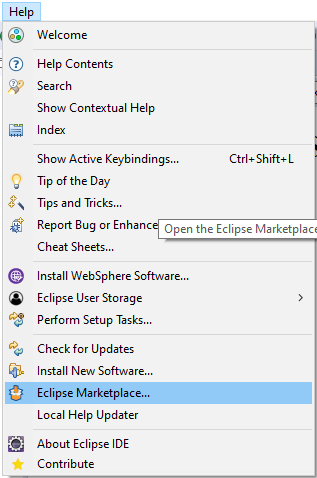 Help
Welcome
Help Contents
Search
Show Contextual Help
Index
Show Active Keybindings... Ctrl+Shift+L
Tip of the Day
Tips and Tricks...
Report Bug or Enhance
Open the Eclipse Marketplace
Cheat Sheets...
Install WebSphere Software...
Eclipse User Storage
Perform Setup Tasks...
Check for Updates
Install New Software...
Eclipse Marketplace...
Local Help Updater
About Eclipse IDE
Contribute